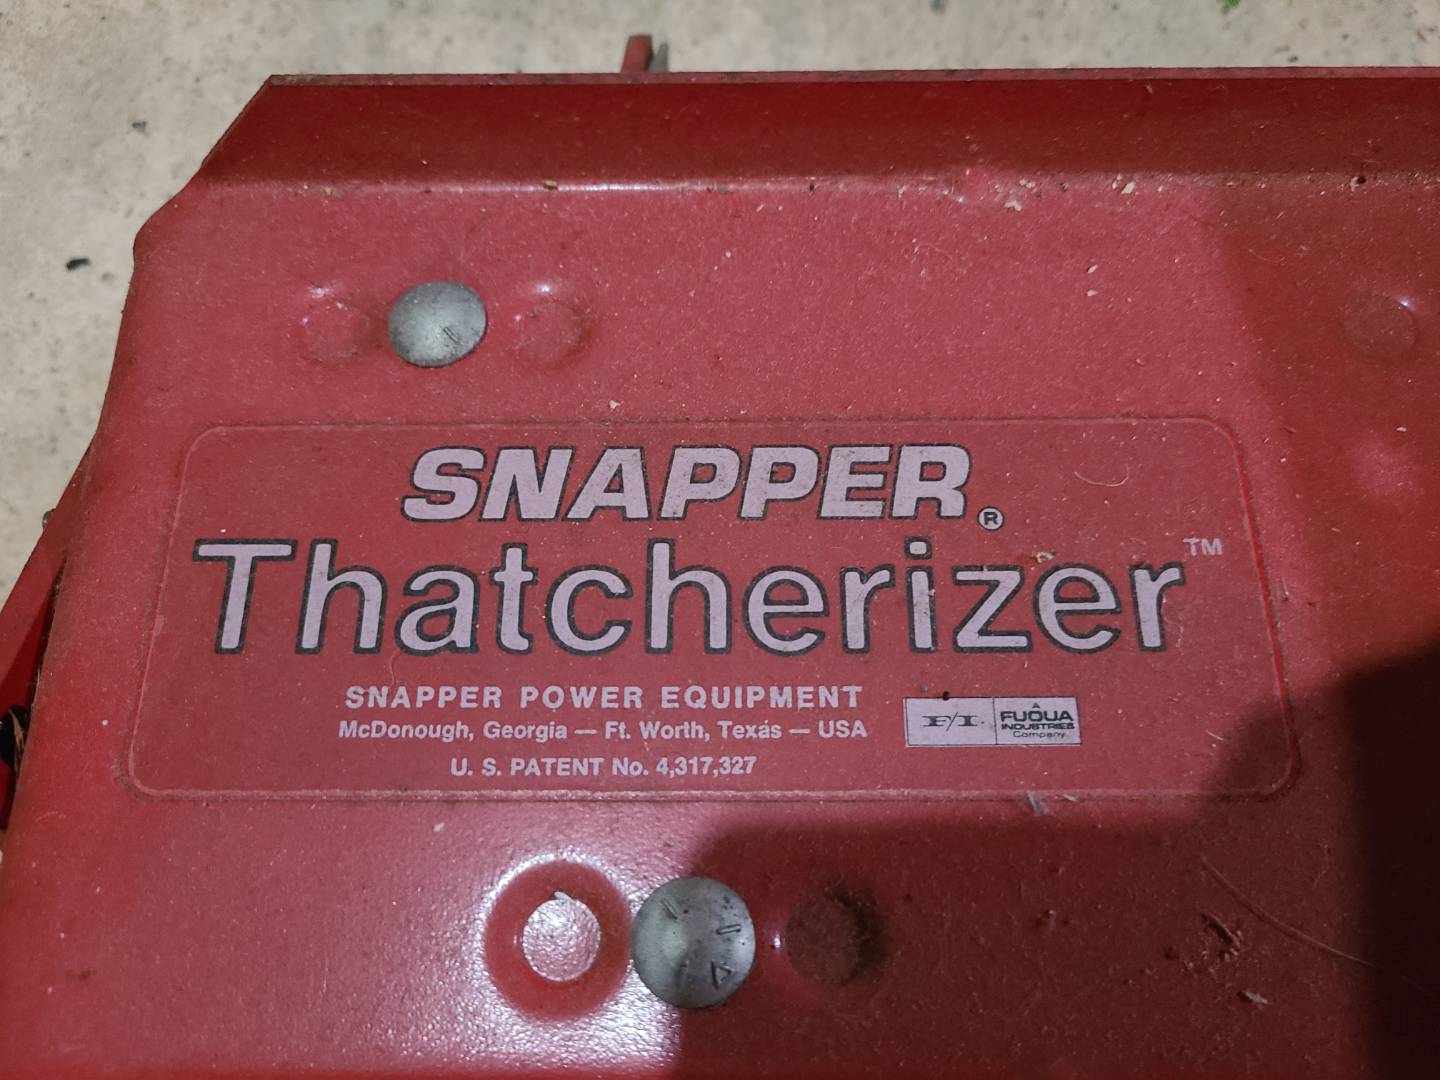 SNAPPER®
Thatcherizer™
SNAPPER POWER EQUIPMENT
McDonough, Georgia — Ft. Worth, Texas — USA
U. S. PATENT No. 4,317,327
F/I.
A
FUQUA
INDUSTRIES
Company